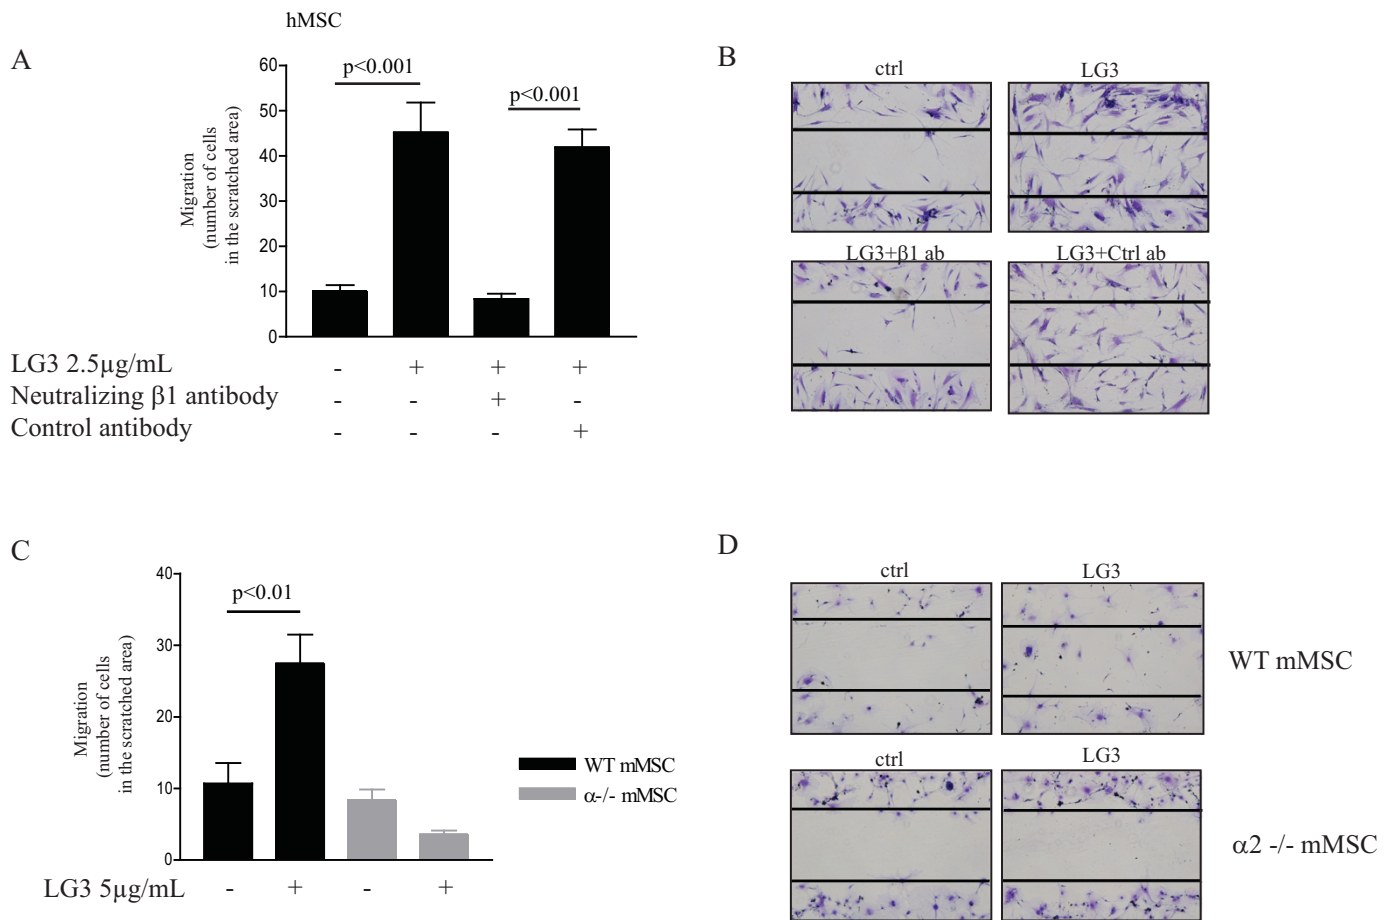 hMSC
A
60
50
40
30
20
10
0
Migration
(number of cells
in the scratched area)
p<0.001
p<0.001
LG3 2.5µg/mL - + + +
Neutralizing β1 antibody - - + -
Control antibody - - - +
B
ctrl
LG3
LG3+β1 ab
LG3+Ctrl ab
C
40
30
20
10
0
Migration
(number of cells
in the scratched area)
p<0.01
WT mMSC
α-/- mMSC
LG3 5µg/mL - + - +
D
ctrl
LG3
WT mMSC
ctrl
LG3
α2 -/- mMSC